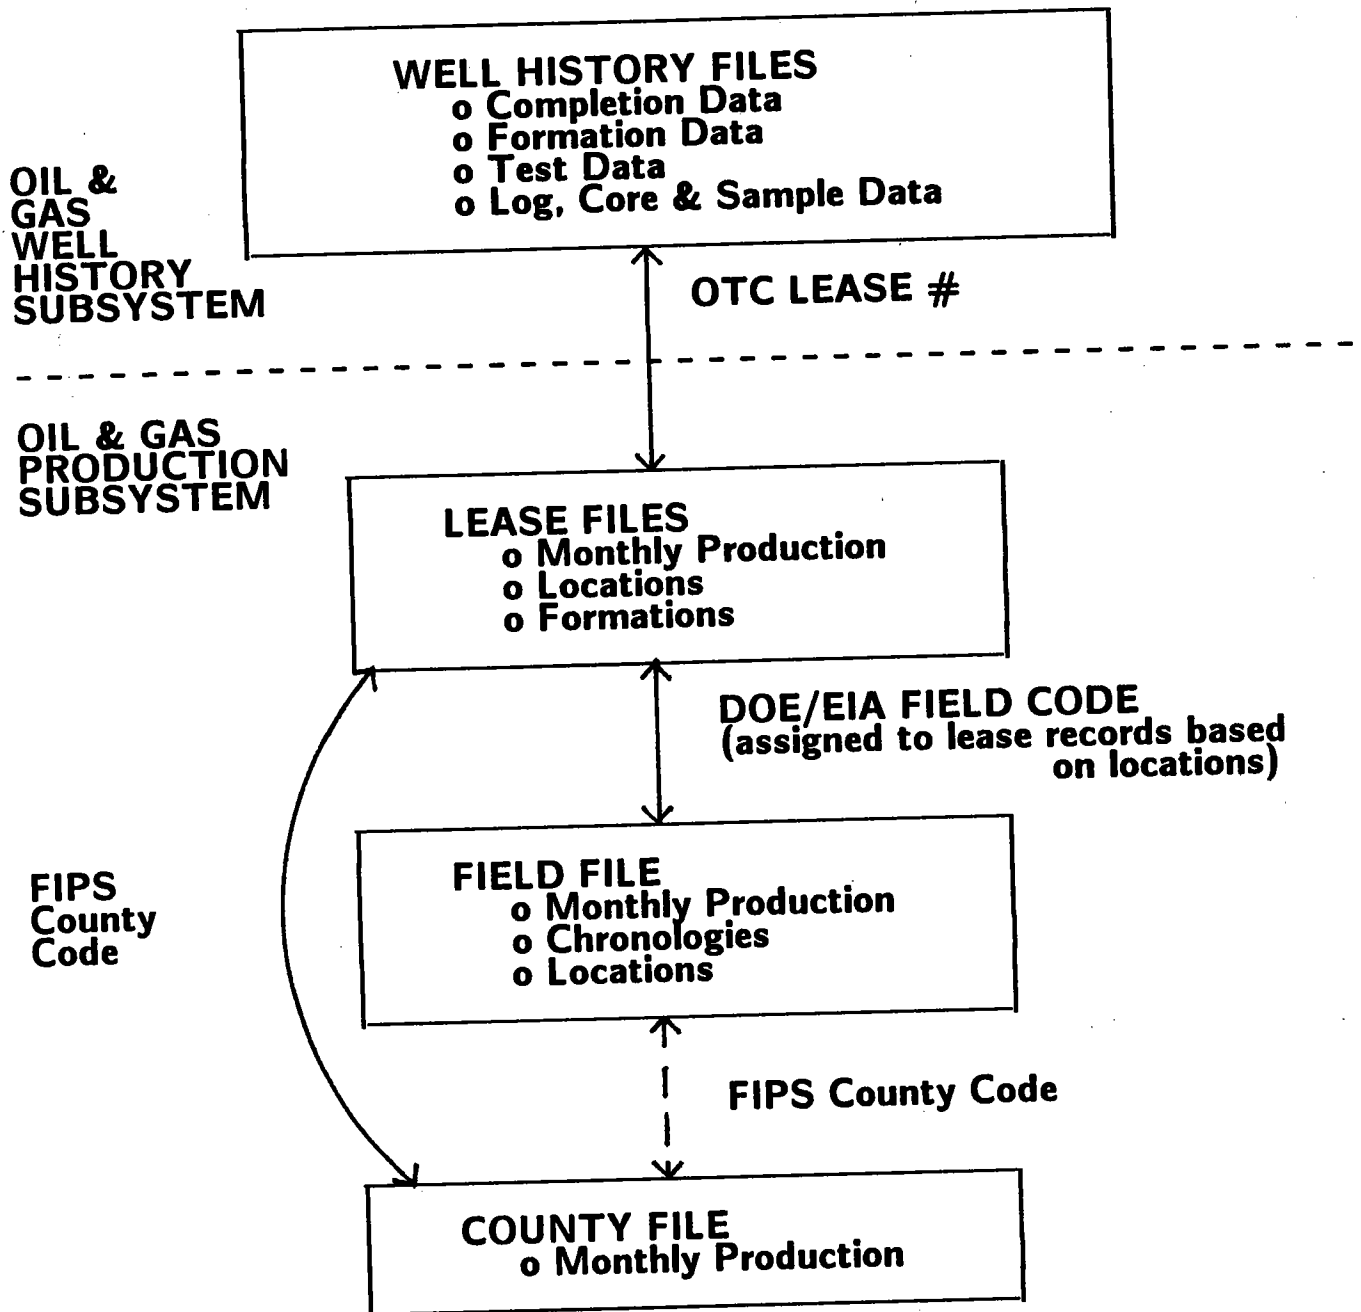 WELL HISTORY FILES
o Completion Data
o Formation Data
o Test Data
o Log, Core & Sample Data
OIL &
GAS
WELL
HISTORY
SUBSYSTEM
OTC LEASE #
OIL & GAS
PRODUCTION
SUBSYSTEM
LEASE FILES
o Monthly Production
o Locations
o Formations
DOE/EIA FIELD CODE
(assigned to lease records based
on locations)
FIELD FILE
o Monthly Production
o Chronologies
o Locations
FIPS
County
Code
FIPS County Code
COUNTY FILE
o Monthly Production